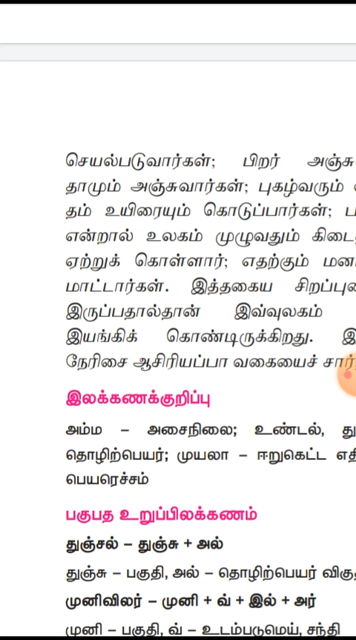 செயல்படுவார்கள்; பிறர் அஞ்சு
தாமும் அஞ்சுவார்கள்; புகழ்வரும்
தம் உயிரையும் கொடுப்பார்கள்;
என்றால் உலகம் முழுவதும்
ஏற்றுக் கொள்ளார்; எதற்கும்
மாட்டார்கள். இத்தகைய
இருப்பதால்தான் இவ்வுலகம்
இயங்கிக் கொண்டிருக்கிறது.
நேரிசை ஆசிரியப்பா வகையைச்
இலக்கணக்குறிப்பு
அம்ம – அசைநிலை; உண்டல்,
தொழிற்பெயர்; முயலா – ஈறுகெட்ட
பெயரெச்சம்
பகுபத உறுப்பிலக்கணம்
துஞ்சல் – துஞ்சு + அல்
துஞ்சு – பகுதி, அல் – தொழிற்பெயர்
முனிவிலர் – முனி + வ் + இல் + அர்
முனி – பகுதி, வ் – உடம்படுமெய், சந்தி